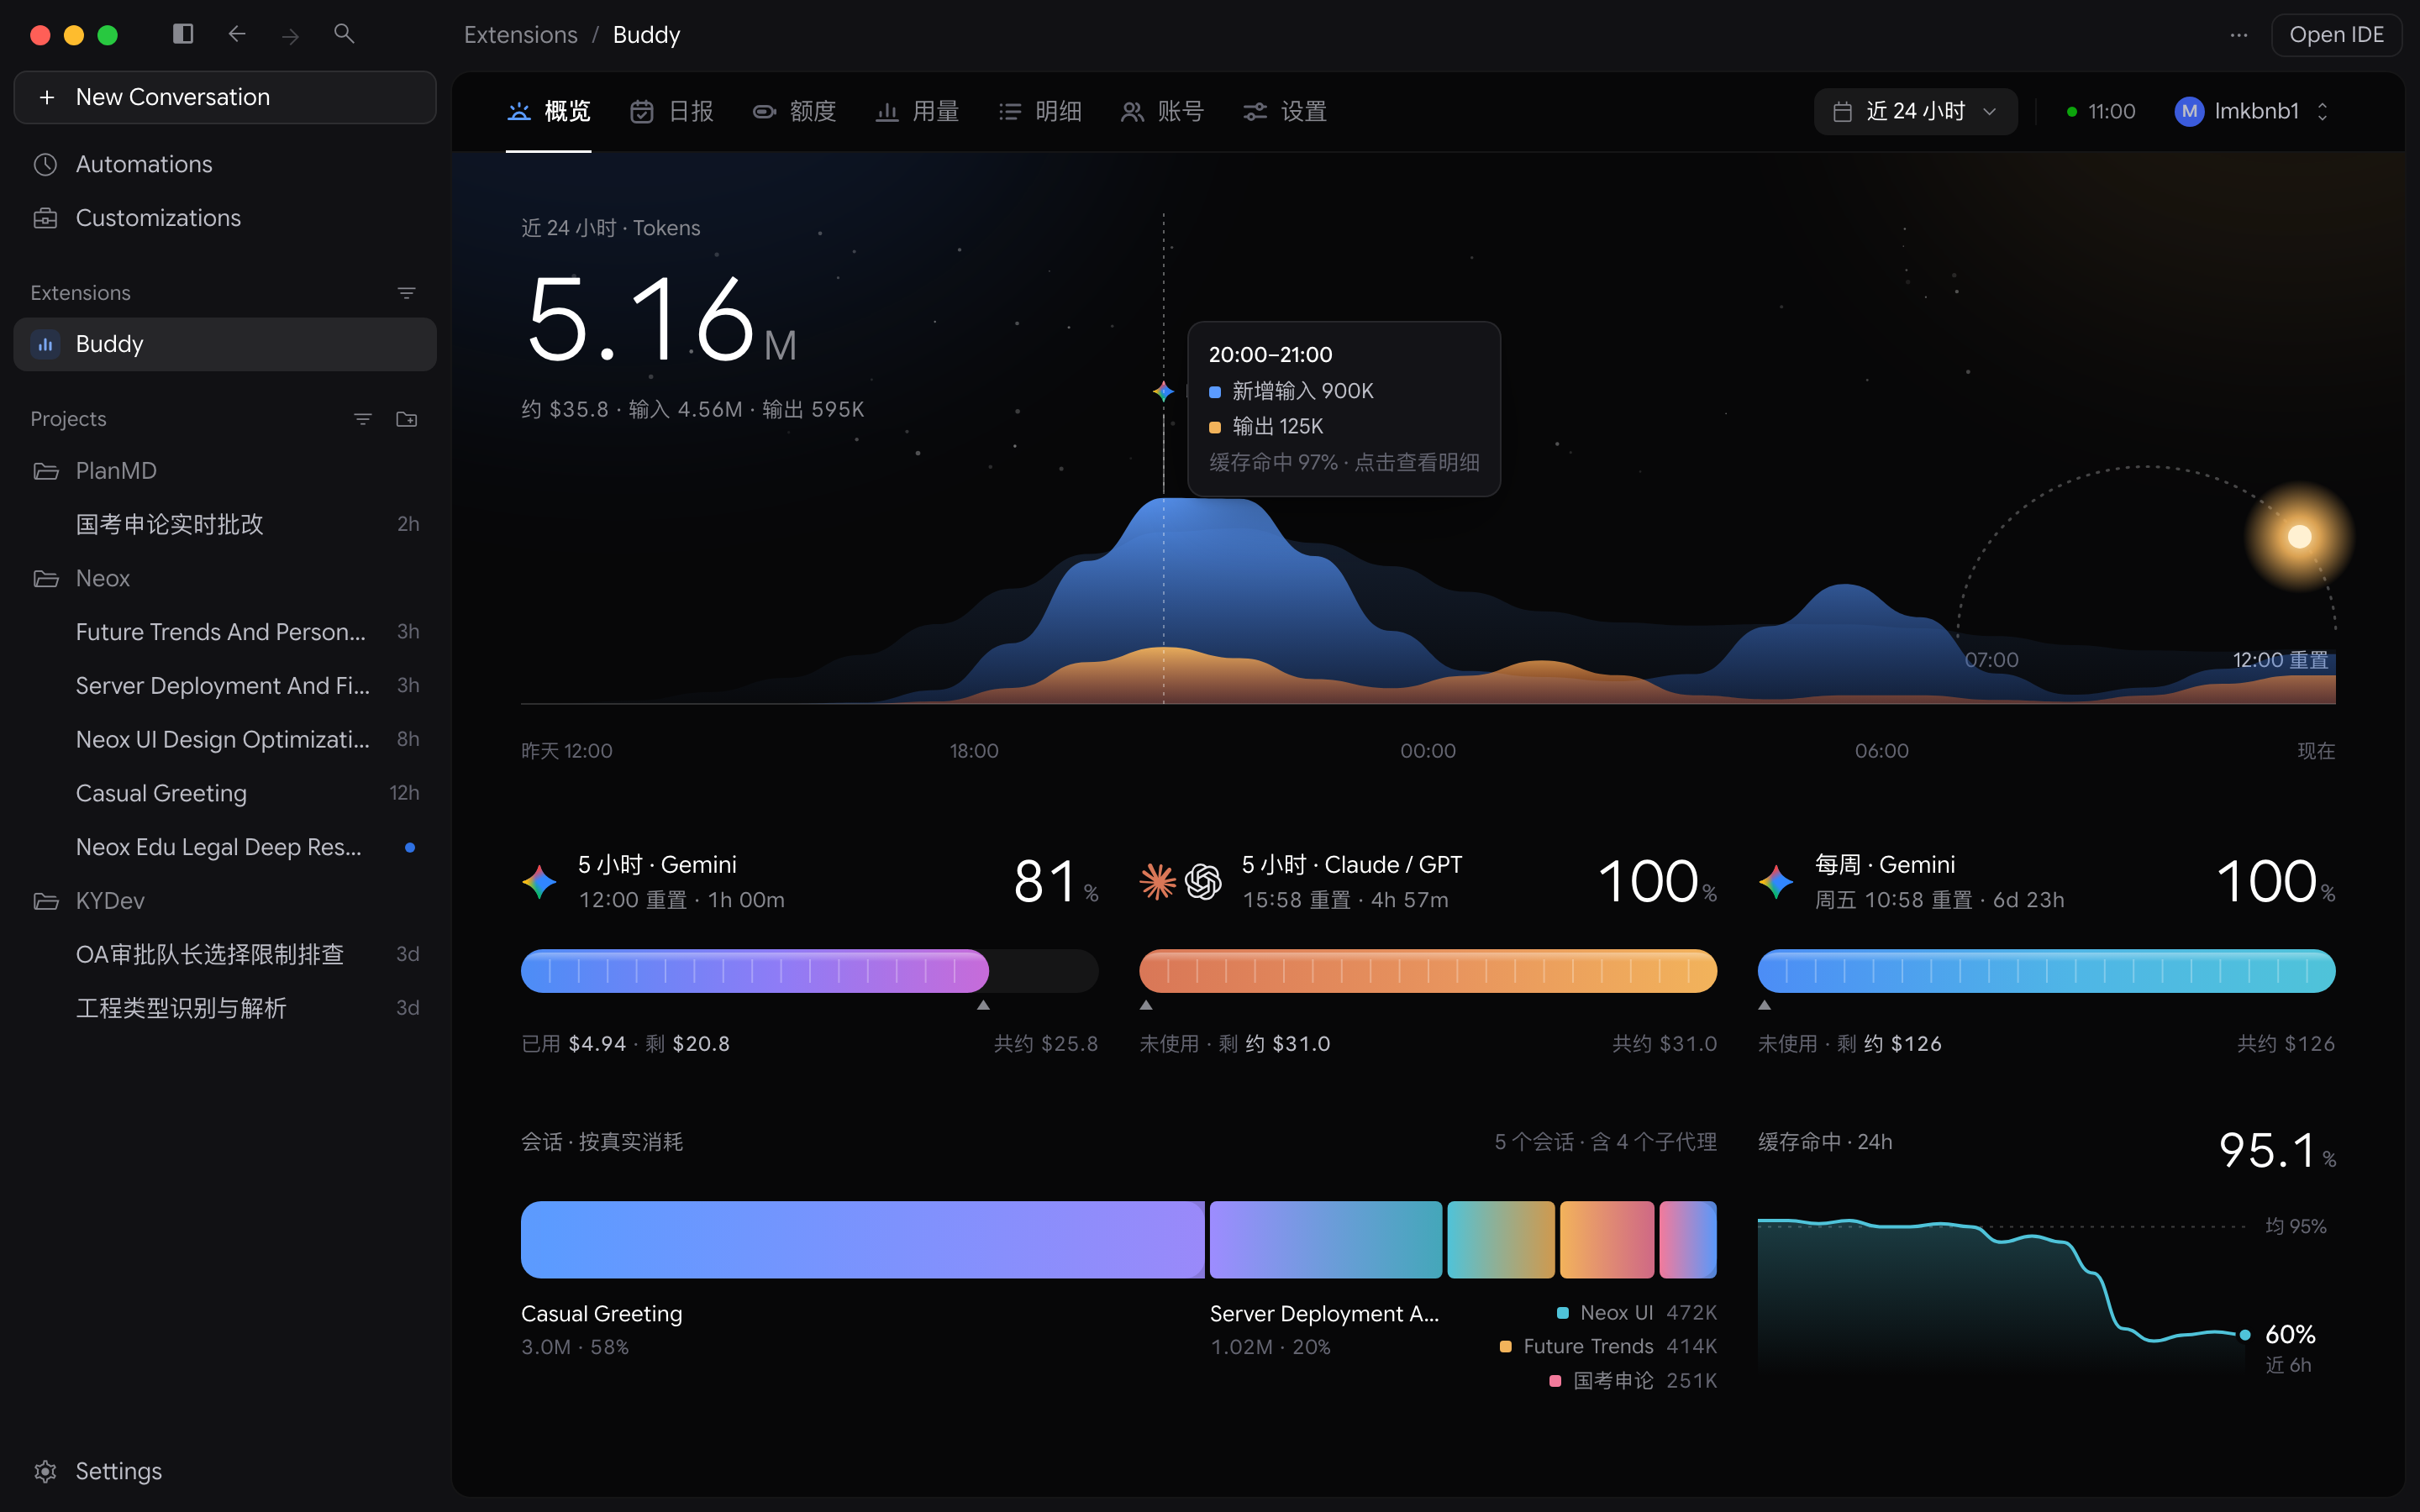 Extensions / Buddy
Open IDE
New Conversation
Automations
Customizations
Extensions
Buddy
Projects
PlanMD
国考申论实时批改 2h
Neox
Future Trends And Person... 3h
Server Deployment And Fi... 3h
Neox UI Design Optimizati... 8h
Casual Greeting 12h
Neox Edu Legal Deep Res...
KYDev
OA审批队长选择限制排查 3d
工程类型识别与解析 3d
Settings
概览 日报 额度 用量 明细 账号 设置
近 24 小时 11:00 M lmkbnb1
近 24 小时 · Tokens
5.16 M
约 $35.8 · 输入 4.56M · 输出 595K
20:00–21:00
新增输入 900K
输出 125K
缓存命中 97% · 点击查看明细
07:00 12:00 重置
昨天 12:00 18:00 00:00 06:00 现在
5 小时 · Gemini
12:00 重置 · 1h 00m
81 %
已用 $4.94 · 剩 $20.8 共约 $25.8
5 小时 · Claude / GPT
15:58 重置 · 4h 57m
100 %
未使用 · 剩 约 $31.0 共约 $31.0
每周 · Gemini
周五 10:58 重置 · 6d 23h
100 %
未使用 · 剩 约 $126 共约 $126
会话 · 按真实消耗 5 个会话 · 含 4 个子代理
Casual Greeting
3.0M · 58%
Server Deployment A...
1.02M · 20%
Neox UI 472K
Future Trends 414K
国考申论 251K
缓存命中 · 24h
95.1 %
均 95%
60%
近 6h